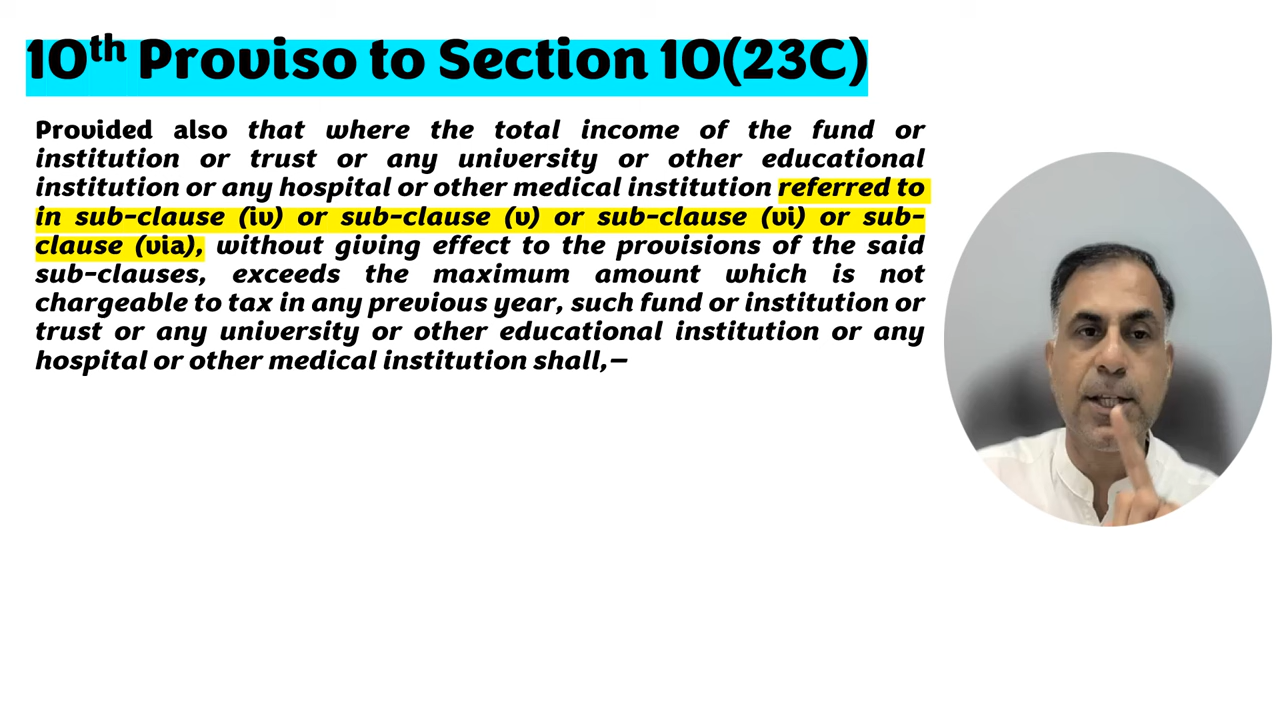 10th Proviso to Section 10(23C)
Provided also that where the total income of the fund or
institution or trust or any university or other educational
institution or any hospital or other medical institution referred to
in sub-clause (iv) or sub-clause (v) or sub-clause (vi) or sub-
clause (via), without giving effect to the provisions of the said
sub-clauses, exceeds the maximum amount which is not
chargeable to tax in any previous year, such fund or institution or
trust or any university or other educational institution or any
hospital or other medical institution shall,—